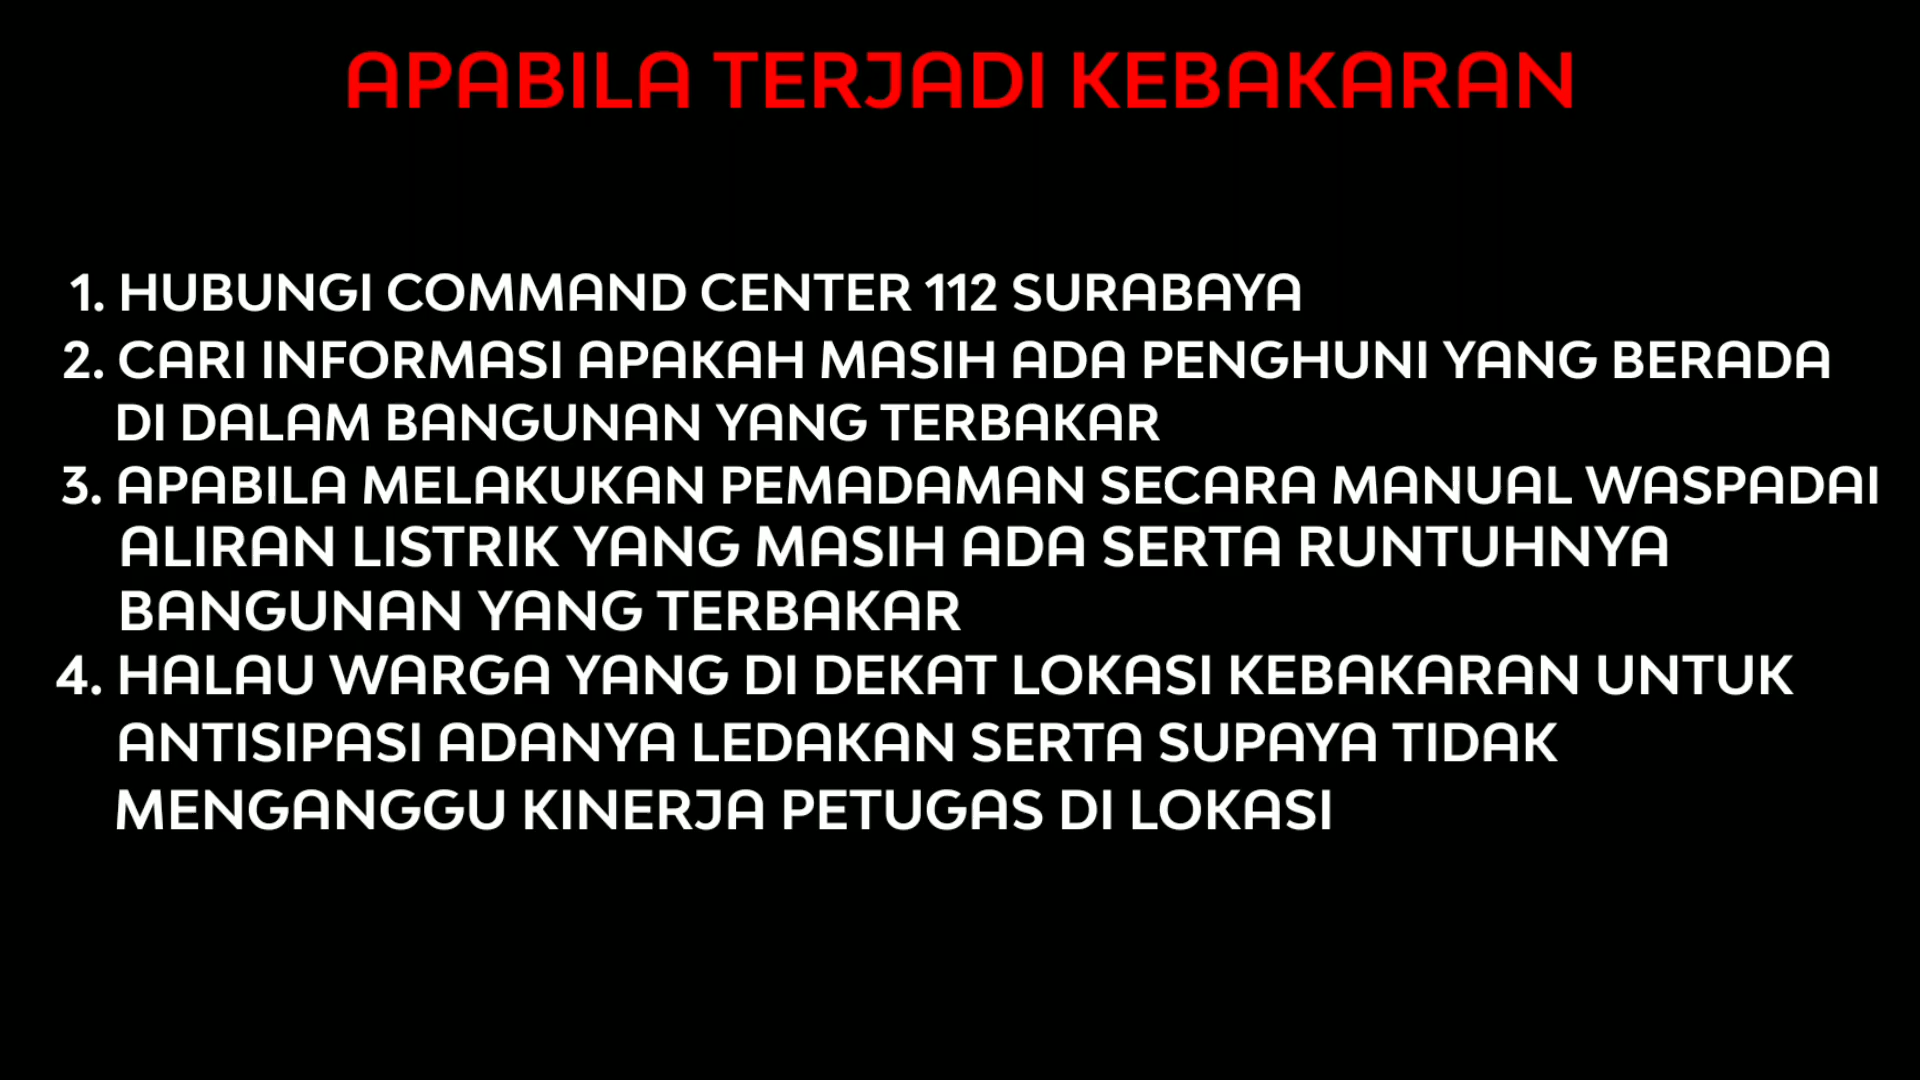 APABILA TERJADI KEBAKARAN
1. HUBUNGI COMMAND CENTER 112 SURABAYA
2. CARI INFORMASI APAKAH MASIH ADA PENGHUNI YANG BERADA
DI DALAM BANGUNAN YANG TERBAKAR
3. APABILA MELAKUKAN PEMADAMAN SECARA MANUAL WASPADAI
ALIRAN LISTRIK YANG MASIH ADA SERTA RUNTUHNYA
BANGUNAN YANG TERBAKAR
4. HALAU WARGA YANG DI DEKAT LOKASI KEBAKARAN UNTUK
ANTISIPASI ADANYA LEDAKAN SERTA SUPAYA TIDAK
MENGANGGU KINERJA PETUGAS DI LOKASI